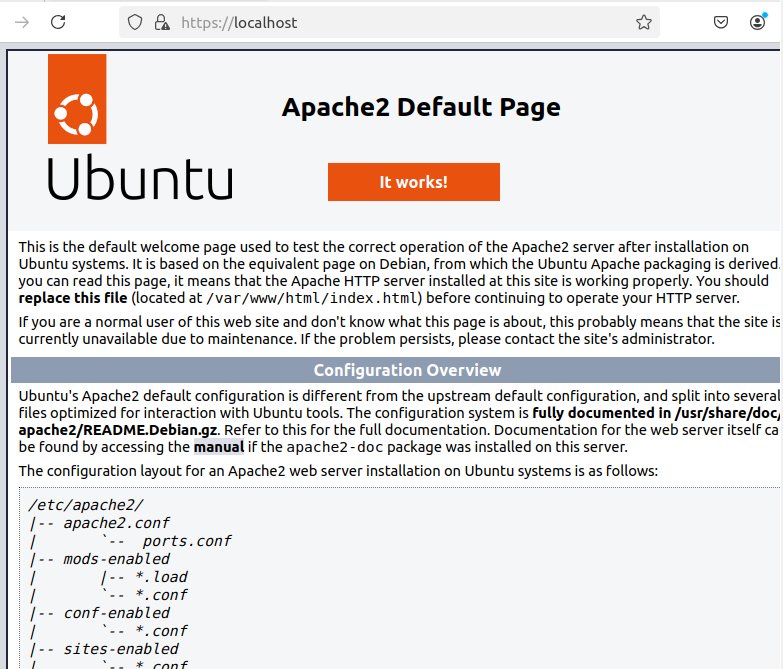 https://localhost
Apache2 Default Page
Ubuntu
It works!
This is the default welcome page used to test the correct operation of the Apache2 server after installation on
Ubuntu systems. It is based on the equivalent page on Debian, from which the Ubuntu Apache packaging is derived.
you can read this page, it means that the Apache HTTP server installed at this site is working properly. You should
replace this file (located at /var/www/html/index.html) before continuing to operate your HTTP server.
If you are a normal user of this web site and don't know what this page is about, this probably means that the site is
currently unavailable due to maintenance. If the problem persists, please contact the site's administrator.
Configuration Overview
Ubuntu's Apache2 default configuration is different from the upstream default configuration, and split into several
files optimized for interaction with Ubuntu tools. The configuration system is fully documented in /usr/share/doc/
apache2/README.Debian.gz. Refer to this for the full documentation. Documentation for the web server itself ca
be found by accessing the manual if the apache2-doc package was installed on this server.
The configuration layout for an Apache2 web server installation on Ubuntu systems is as follows:
/etc/apache2/
|-- apache2.conf
|       `--  ports.conf
|-- mods-enabled
|       |-- *.load
|       `-- *.conf
|-- conf-enabled
|       `-- *.conf
|-- sites-enabled
|       `-- *.conf